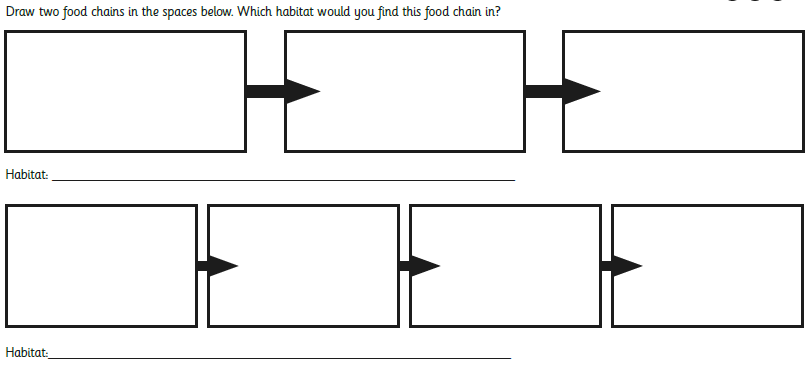 Draw two food chains in the spaces below. Which habitat would you find this food chain in?
Habitat:
Habitat: